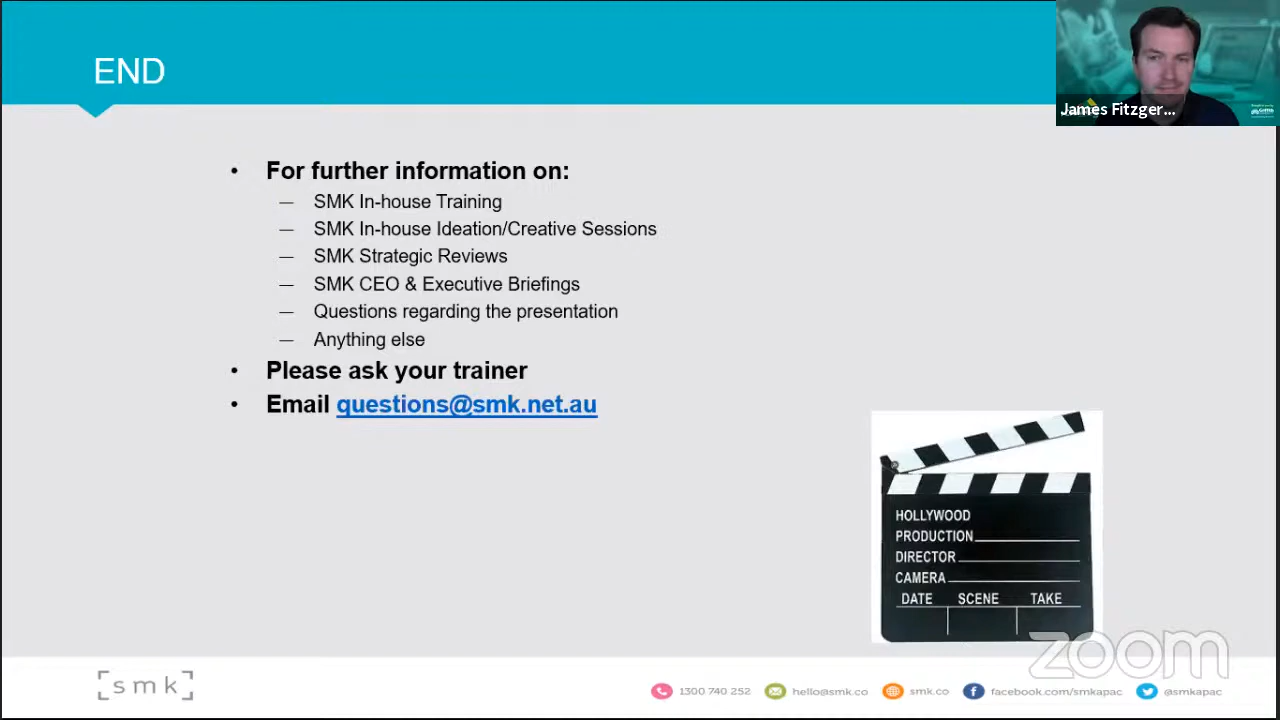 END
James Fitzger...
For further information on:
SMK In-house Training
SMK In-house Ideation/Creative Sessions
SMK Strategic Reviews
SMK CEO & Executive Briefings
Questions regarding the presentation
Anything else
Please ask your trainer
Email questions@smk.net.au
HOLLYWOOD
PRODUCTION
DIRECTOR
CAMERA
DATE SCENE TAKE
zoom
[smk]
1300 740 252 hello@smk.co smk.co facebook.com/smkapac @smkapac